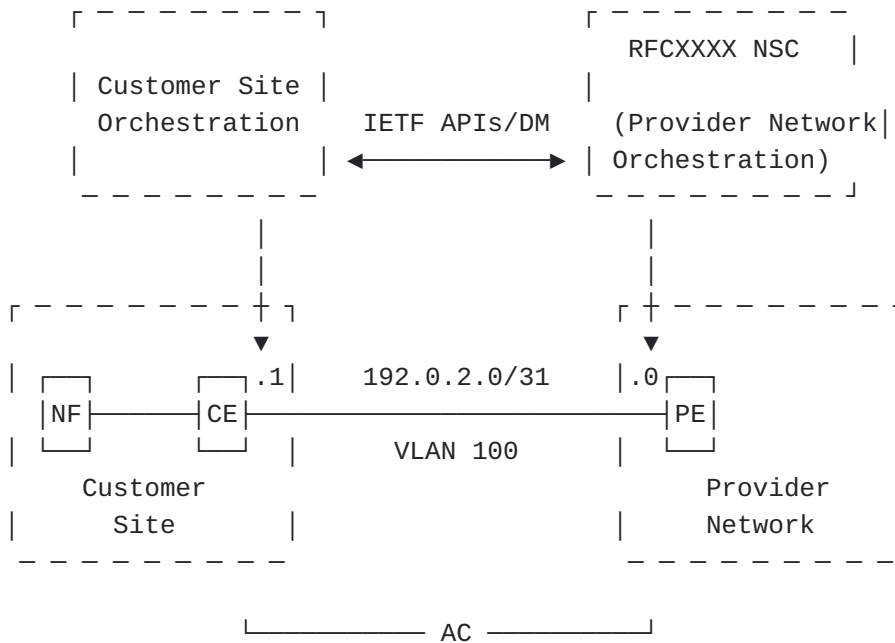 RFCXXXX NSC
Customer Site
Orchestration IETF APIs/DM (Provider Network
Orchestration)
.1 192.0.2.0/31 .0
NF CE PE
VLAN 100
Customer Provider
Site Network
AC